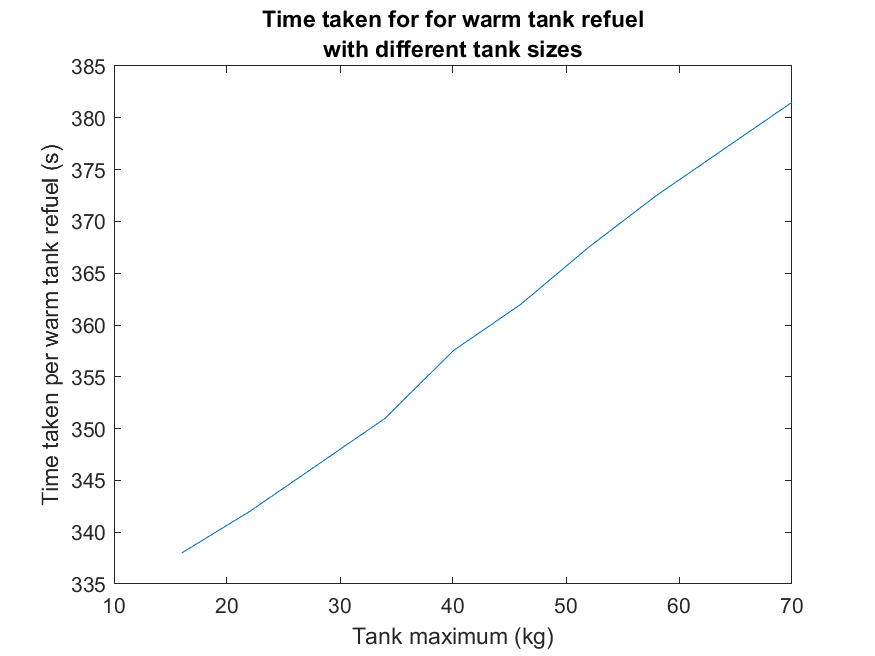 Time taken for for warm tank refuel
with different tank sizes
385
380
375
370
365
360
355
350
345
340
335
Time taken per warm tank refuel (s)
10 20 30 40 50 60 70
Tank maximum (kg)